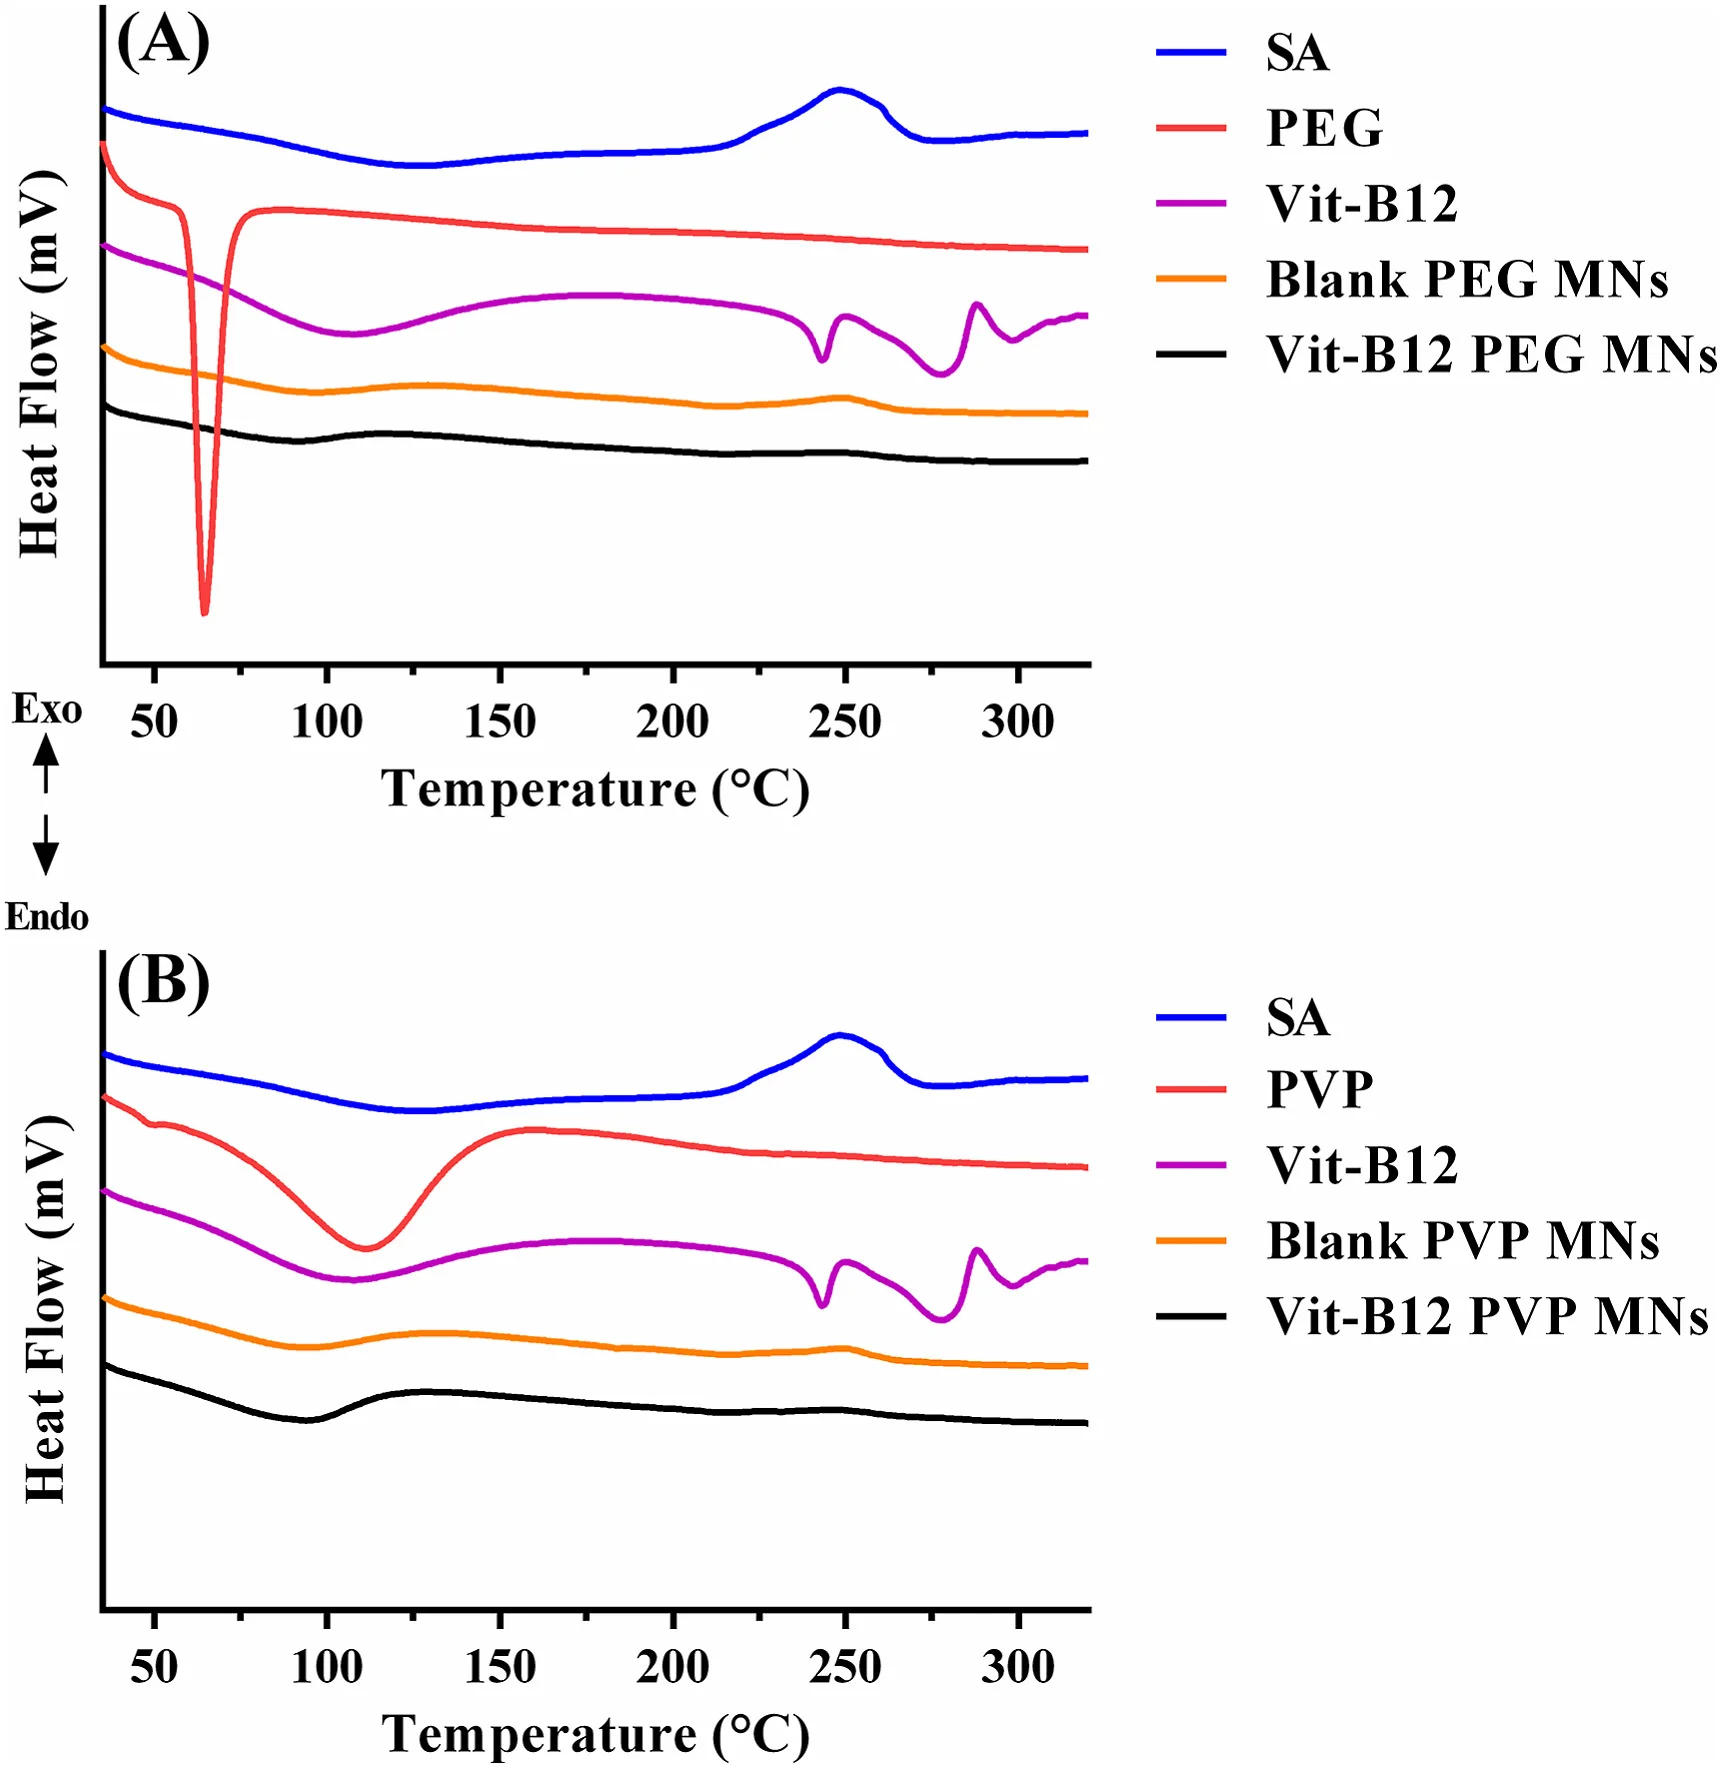 (A)
SA
PEG
Vit-B12
Blank PEG MNs
Vit-B12 PEG MNs
Heat Flow (mV)
50 100 150 200 250 300
Temperature (°C)
Exo
Endo
(B)
SA
PVP
Vit-B12
Blank PVP MNs
Vit-B12 PVP MNs
Heat Flow (mV)
50 100 150 200 250 300
Temperature (°C)